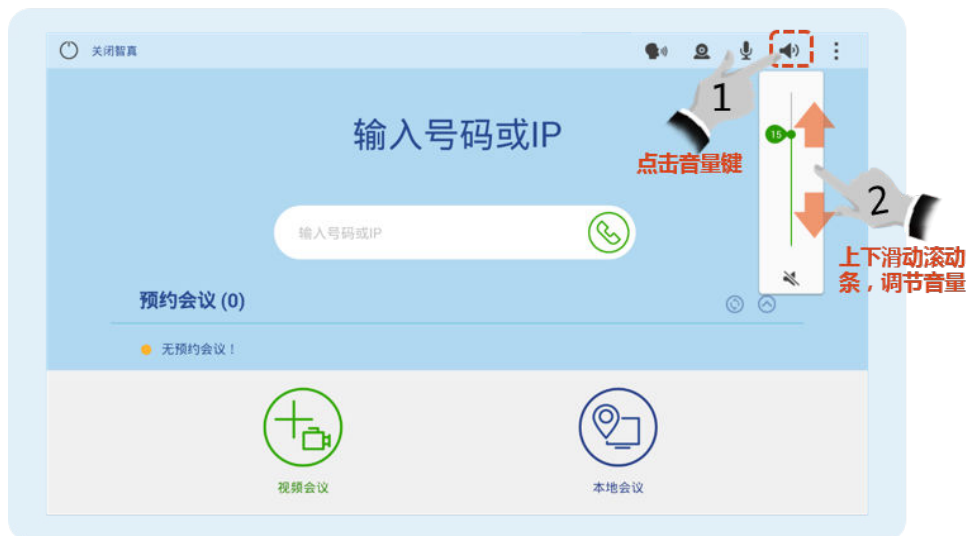 关闭智真
1
输入号码或IP
点击音量键
15
2
输入号码或IP
上下滑动滚动
条，调节音量
预约会议 (0)
无预约会议！
视频会议
本地会议